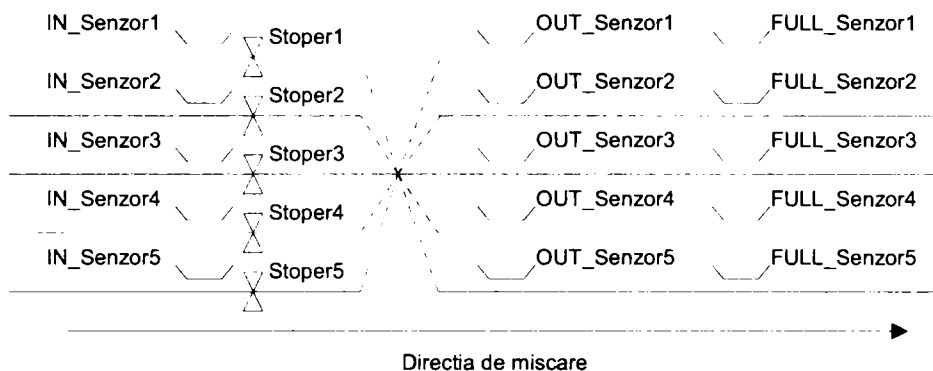 IN_Senzor1 Stoper1 OUT_Senzor1 FULL_Senzor1
IN_Senzor2 Stoper2 OUT_Senzor2 FULL_Senzor2
IN_Senzor3 Stoper3 OUT_Senzor3 FULL_Senzor3
IN_Senzor4 Stoper4 OUT_Senzor4 FULL_Senzor4
IN_Senzor5 Stoper5 OUT_Senzor5 FULL_Senzor5
Directia de miscare